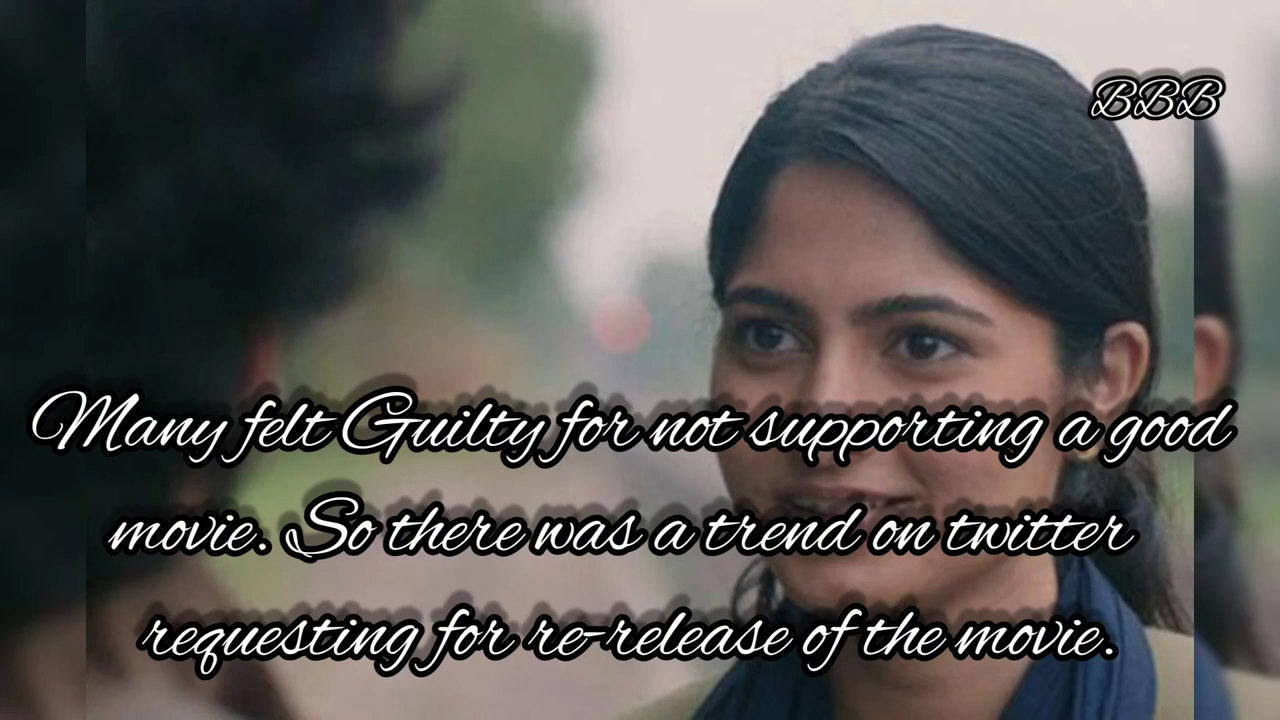 BBB
Many felt Guilty for not supporting a good
movie. So there was a trend on twitter
requesting for re-release of the movie.